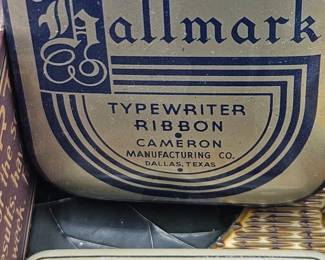 Hallmark
TYPEWRITER
RIBBON
CAMERON
MANUFACTURING CO.
DALLAS, TEXAS